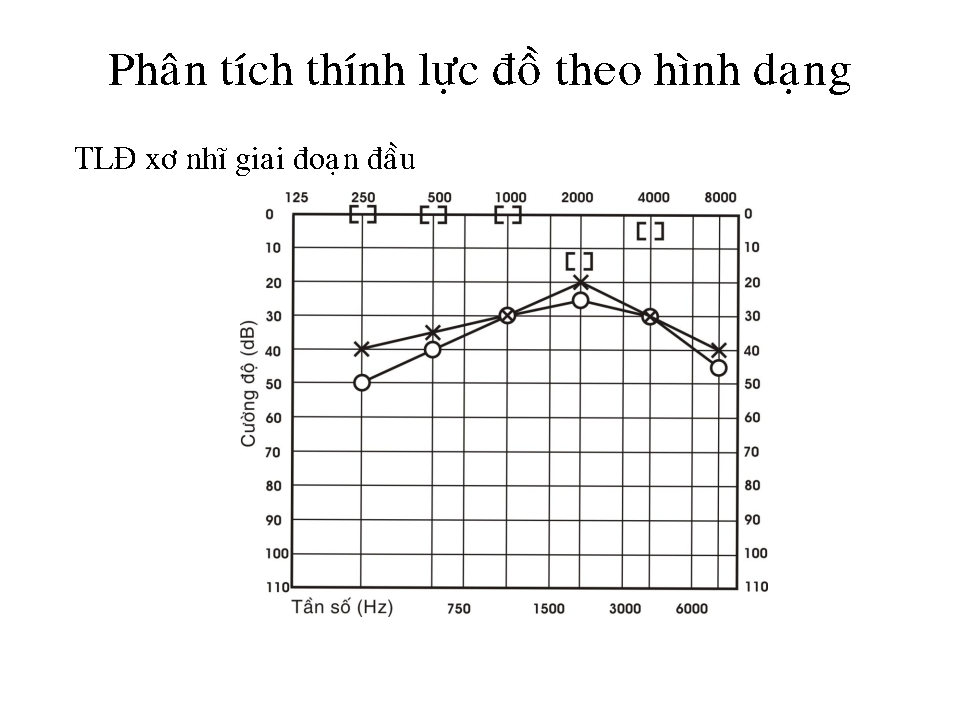 Phân tích thính lực đồ theo hình dạng
TLĐ xơ nhĩ giai đoạn đầu
125 250 500 1000 2000 4000 8000
0 0
10 10
20 20
30 30
40 40
50 50
60 60
70 70
80 80
90 90
100 100
110 110
Cường độ (dB)
Tần số (Hz) 750 1500 3000 6000